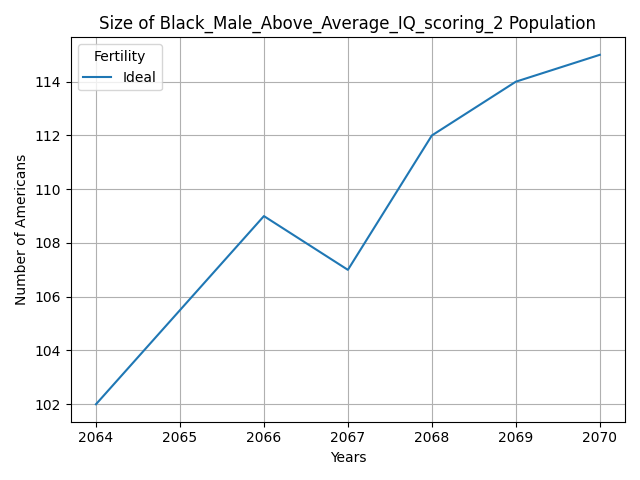 Size of Black_Male_Above_Average_IQ_scoring_2 Population
Fertility
Ideal
Number of Americans
114
112
110
108
106
104
102
2064 2065 2066 2067 2068 2069 2070
Years